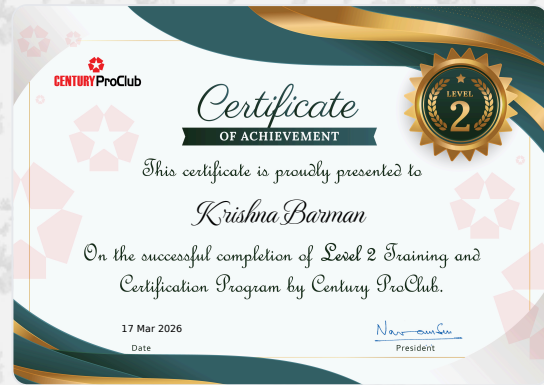 CENTURY ProClub
LEVEL
2
Certificate
OF ACHIEVEMENT
This certificate is proudly presented to
Krishna Barman
On the successful completion of Level 2 Training and
Certification Program by Century ProClub.
17 Mar 2026
Date
President